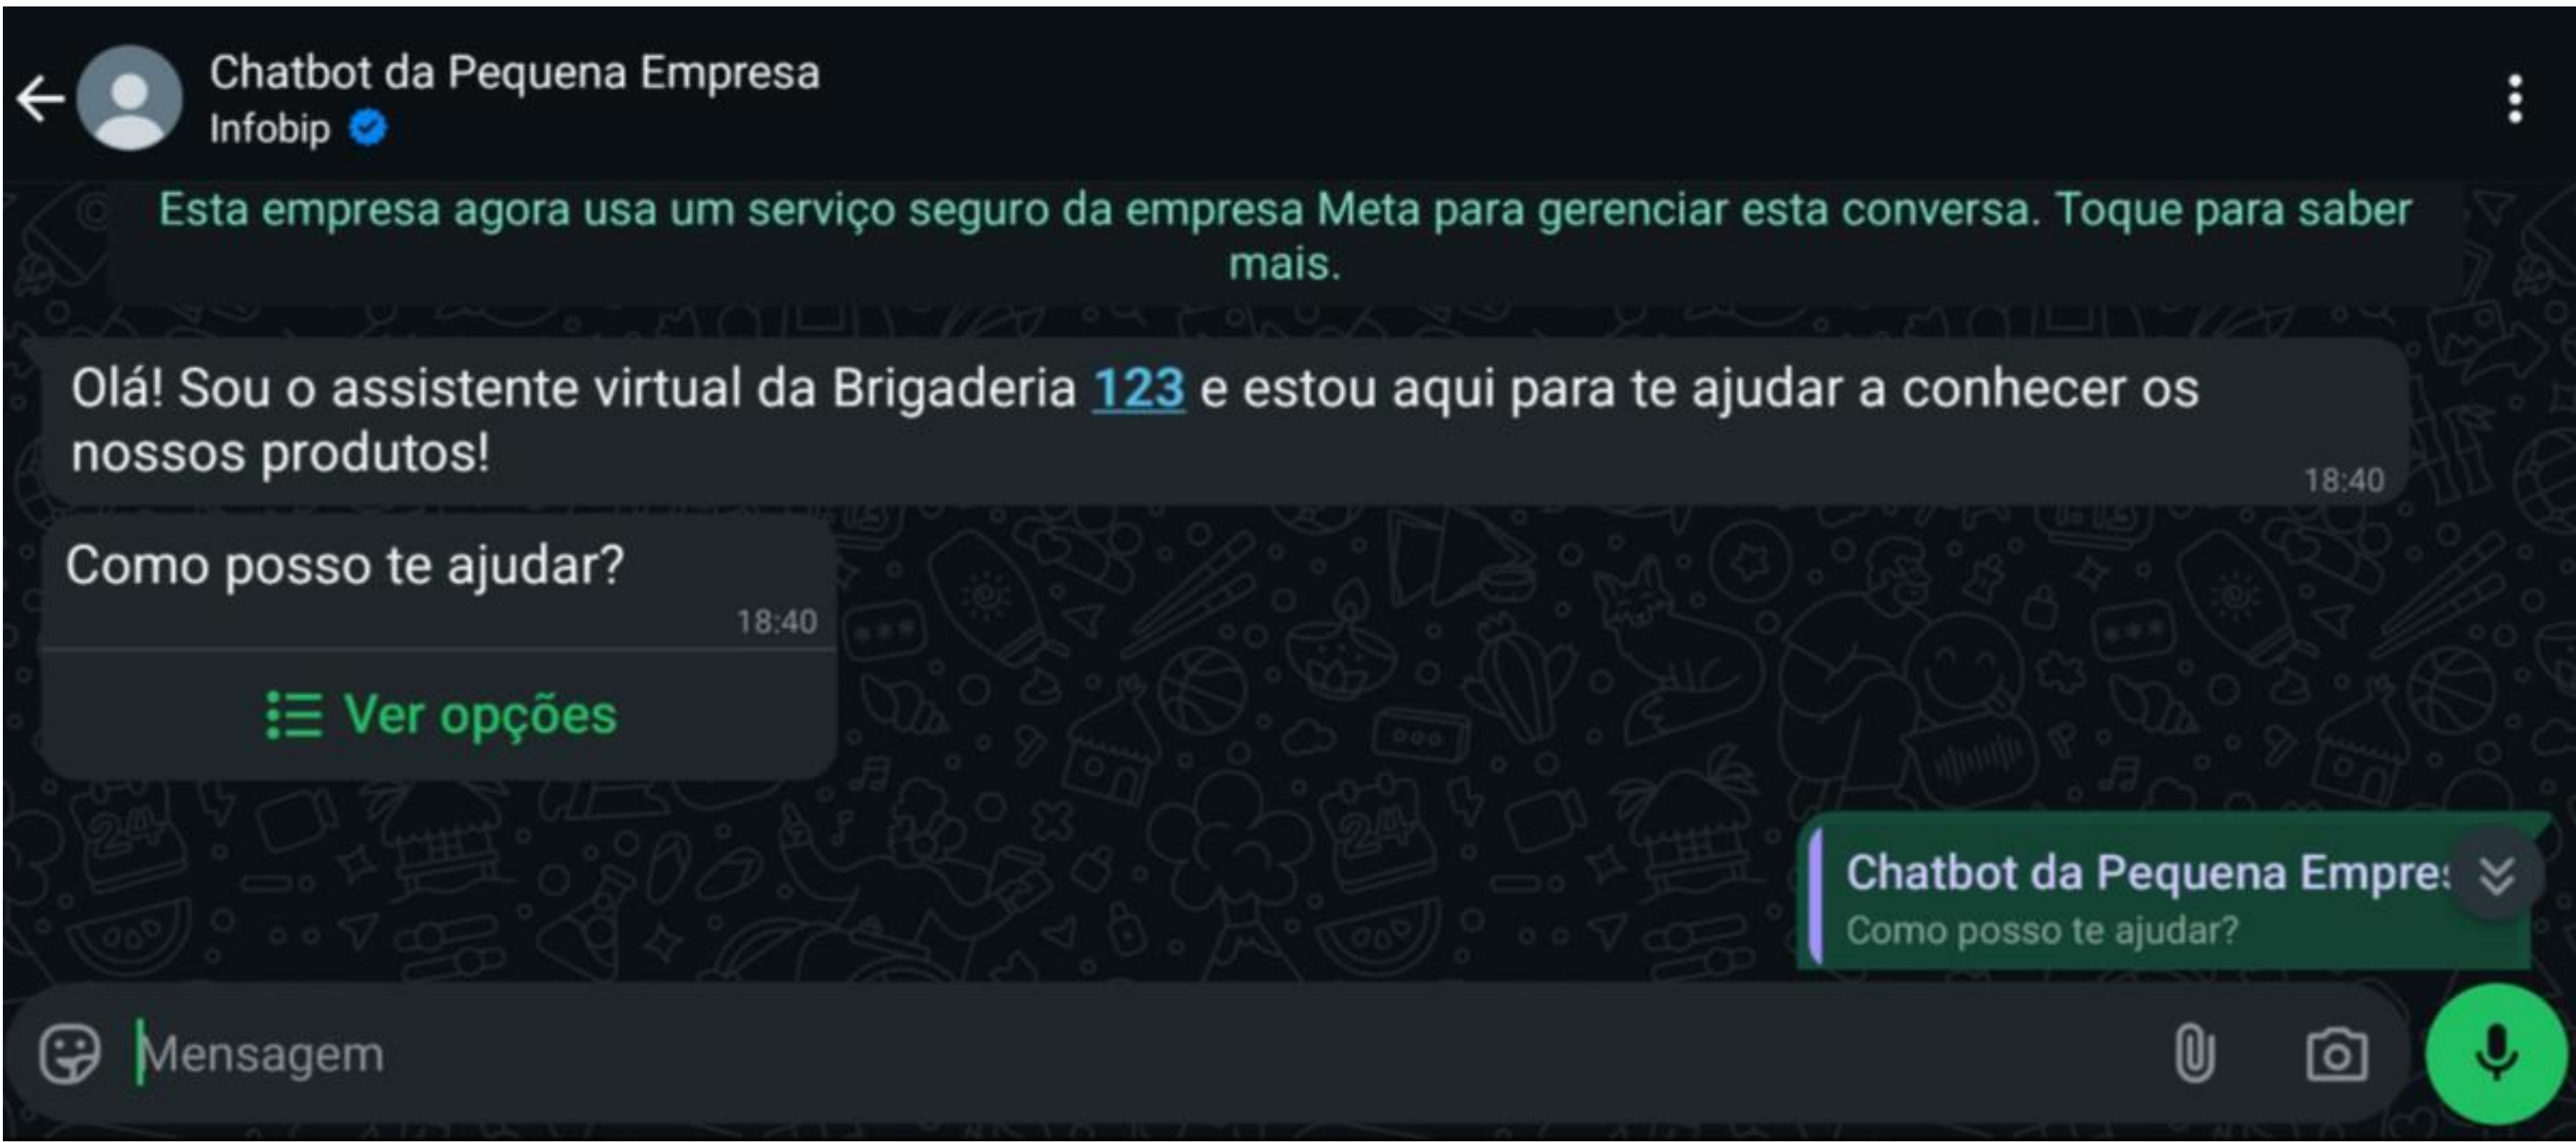 Chatbot da Pequena Empresa
Infobip
Esta empresa agora usa um serviço seguro da empresa Meta para gerenciar esta conversa. Toque para saber
mais.
Olá! Sou o assistente virtual da Brigaderia 123 e estou aqui para te ajudar a conhecer os
nossos produtos!
18:40
Como posso te ajudar?
18:40
Ver opções
Chatbot da Pequena Empres
Como posso te ajudar?
Mensagem